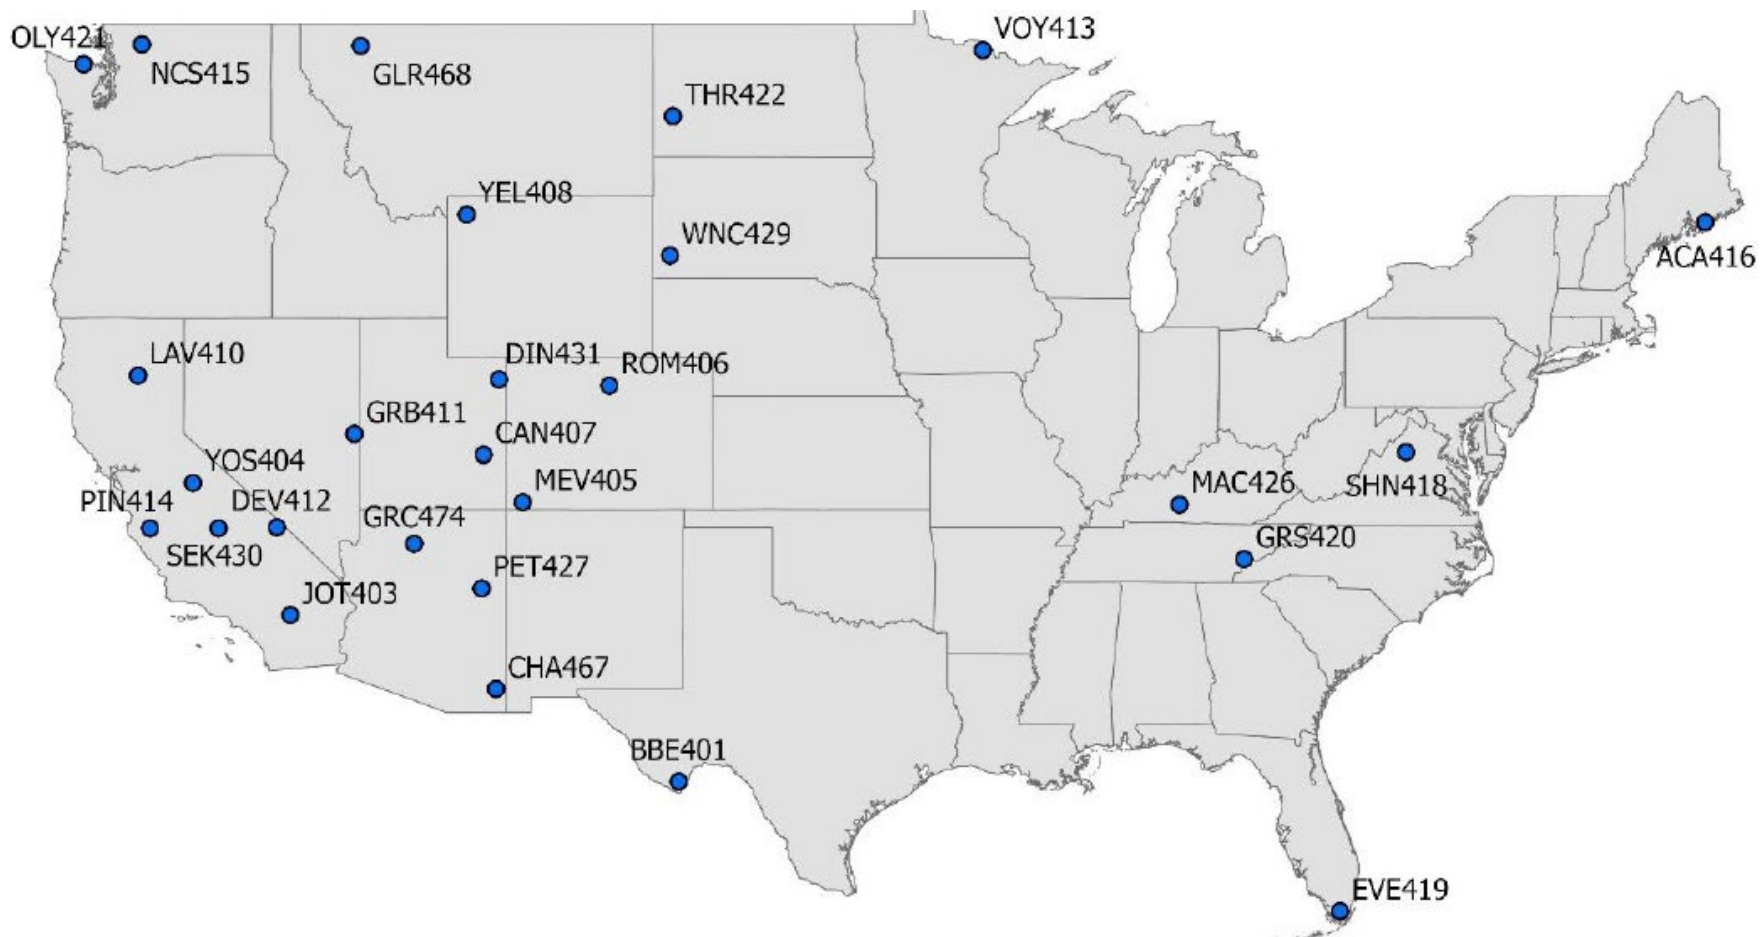 VOY413
OLY421
NCS415
GLR468
THR422
YEL408
WNC429
ACA416
LAV410
DIN431
ROM406
GRB411
CAN407
YOS404
MEV405
MAC426
SHN418
PIN414
DEV412
GRC474
GRS420
SEK430
PET427
JOT403
CHA467
BBE401
EVE419